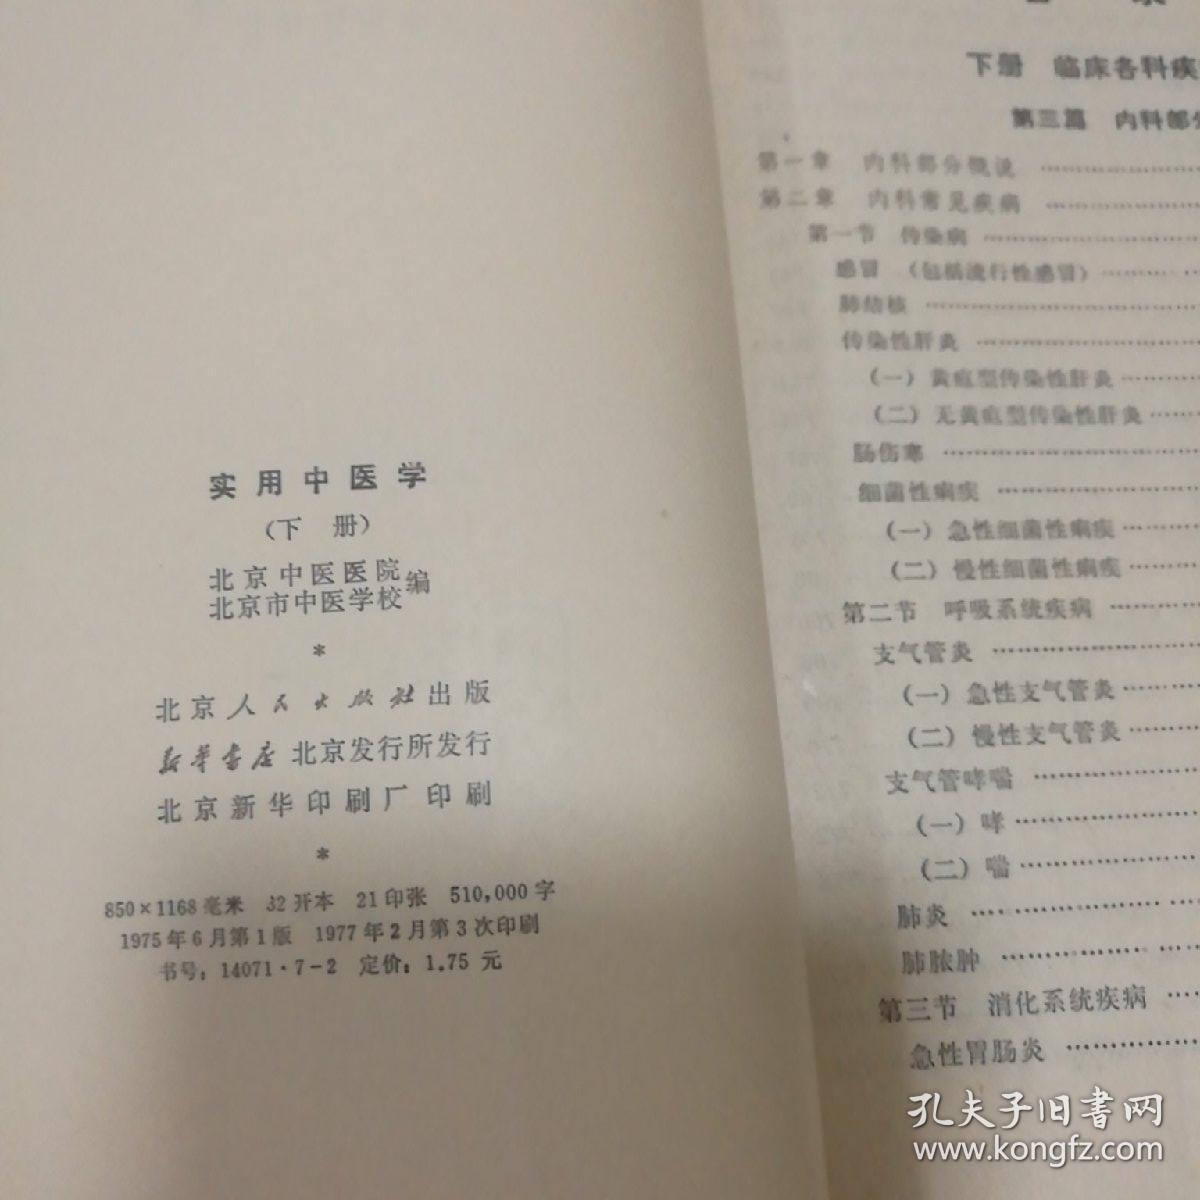 实用中医学
（下 册）
北京中医医院
北京市中医学校
编
*
北京人民出版社出版
新华书店北京发行所发行
北京新华印刷厂印刷
*
850×1168毫米 32开本 21印张 510,000字
1975年6月第1版 1977年2月第3次印刷
书号：14071·7-2 定价：1.75元
下册 临床各科疾
第三篇 内科部分
第一章 内科部分概说
第二章 内科常见疾病
第一节 传染病
感冒 （包括流行性感冒）
肺结核
传染性肝炎
（一）黄疸型传染性肝炎
（二）无黄疸型传染性肝炎
肠伤寒
细菌性痢疾
（一）急性细菌性痢疾
（二）慢性细菌性痢疾
第二节 呼吸系统疾病
支气管炎
（一）急性支气管炎
（二）慢性支气管炎
支气管哮喘
（一）哮
（二）喘
肺炎
肺脓肿
第三节 消化系统疾病
急性胃肠炎
孔夫子旧书网
www.kongfz.com